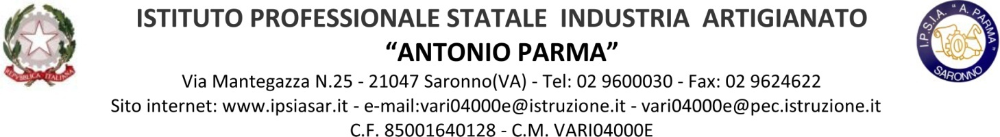 ISTITUTO PROFESSIONALE STATALE INDUSTRIA ARTIGIANATO
“ANTONIO PARMA”
Via Mantegazza N.25 - 21047 Saronno(VA) - Tel: 02 9600030 - Fax: 02 9624622
Sito internet: www.ipsiasar.it - e-mail:vari04000e@istruzione.it - vari04000e@pec.istruzione.it
C.F. 85001640128 - C.M. VARI04000E
REPVBBLICA ITALIANA
I.P.S.I.A. “A. PARMA”
SARONNO